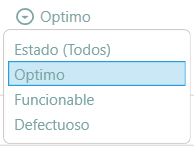 Optimo
Estado (Todos)
Optimo
Funcionable
Defectuoso